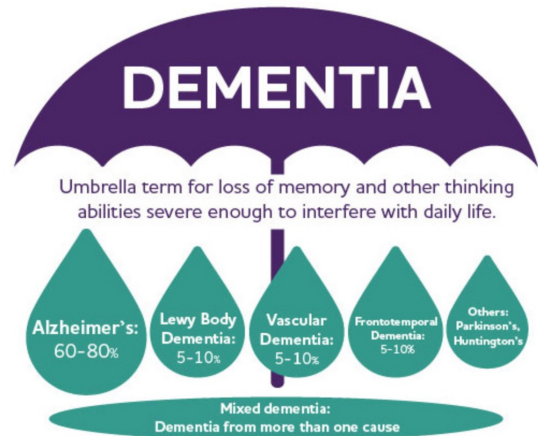 DEMENTIA
Umbrella term for loss of memory and other thinking
abilities severe enough to interfere with daily life.
Alzheimer's:
60-80%
Lewy Body
Dementia:
5-10%
Vascular
Dementia:
5-10%
Frontotemporal
Dementia:
5-10%
Others:
Parkinson's,
Huntington's
Mixed dementia:
Dementia from more than one cause